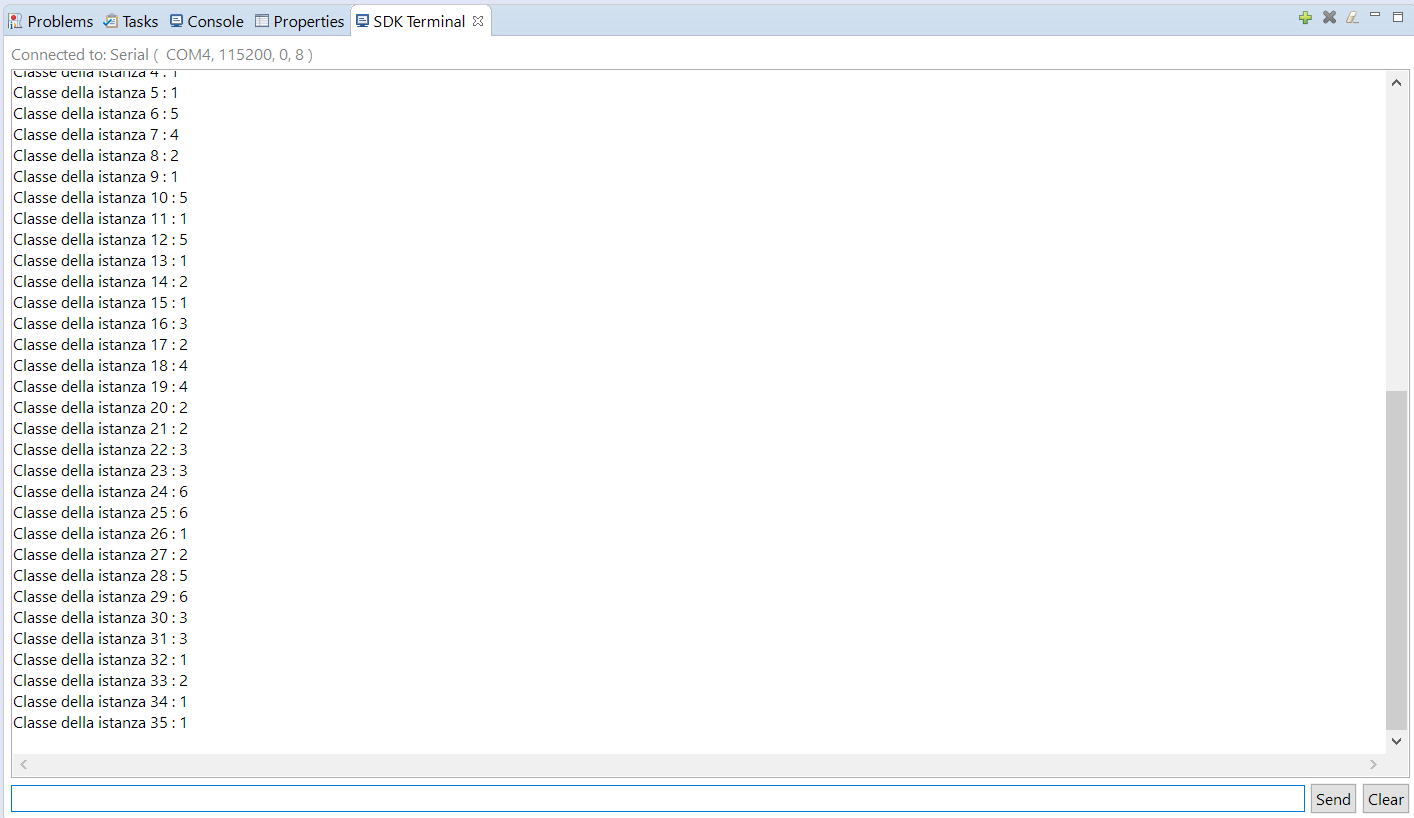 Problems Tasks Console Properties SDK Terminal
Connected to: Serial ( COM4, 115200, 0, 8 )
Classe della istanza 4 : 1
Classe della istanza 5 : 1
Classe della istanza 6 : 5
Classe della istanza 7 : 4
Classe della istanza 8 : 2
Classe della istanza 9 : 1
Classe della istanza 10 : 5
Classe della istanza 11 : 1
Classe della istanza 12 : 5
Classe della istanza 13 : 1
Classe della istanza 14 : 2
Classe della istanza 15 : 1
Classe della istanza 16 : 3
Classe della istanza 17 : 2
Classe della istanza 18 : 4
Classe della istanza 19 : 4
Classe della istanza 20 : 2
Classe della istanza 21 : 2
Classe della istanza 22 : 3
Classe della istanza 23 : 3
Classe della istanza 24 : 6
Classe della istanza 25 : 6
Classe della istanza 26 : 1
Classe della istanza 27 : 2
Classe della istanza 28 : 5
Classe della istanza 29 : 6
Classe della istanza 30 : 3
Classe della istanza 31 : 3
Classe della istanza 32 : 1
Classe della istanza 33 : 2
Classe della istanza 34 : 1
Classe della istanza 35 : 1
Send Clear